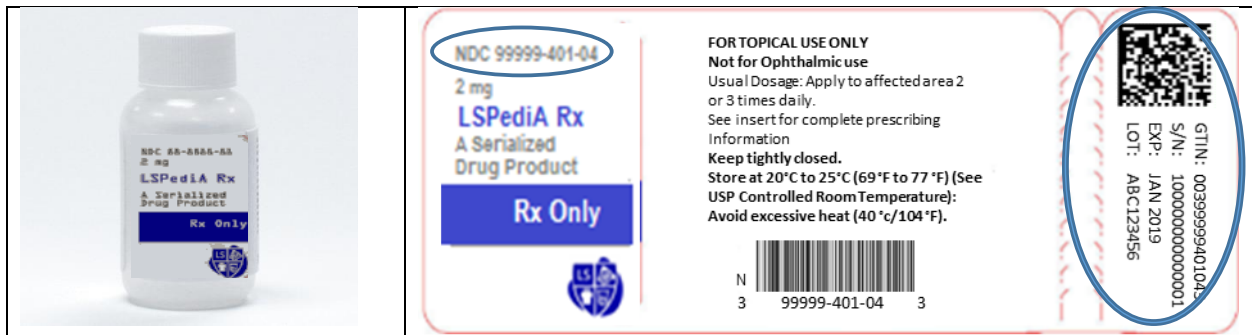 NDC
2 mg
LSPediA Rx
A Serialized
Drug Product
Rx Only
LS
NDC 99999-401-04
2 mg
LSPediA Rx
A Serialized
Drug Product
Rx Only
LS
FOR TOPICAL USE ONLY
Not for Ophthalmic use
Usual Dosage: Apply to affected area 2
or 3 times daily.
See insert for complete prescribing
Information
Keep tightly closed.
Store at 20°C to 25°C (69°F to 77 °F) (See
USP Controlled Room Temperature):
Avoid excessive heat (40 °c/104 °F).
N
3 99999-401-04 3
GTIN: 00399999401043
S/N: 10000000000001
EXP: JAN 2019
LOT: ABC123456